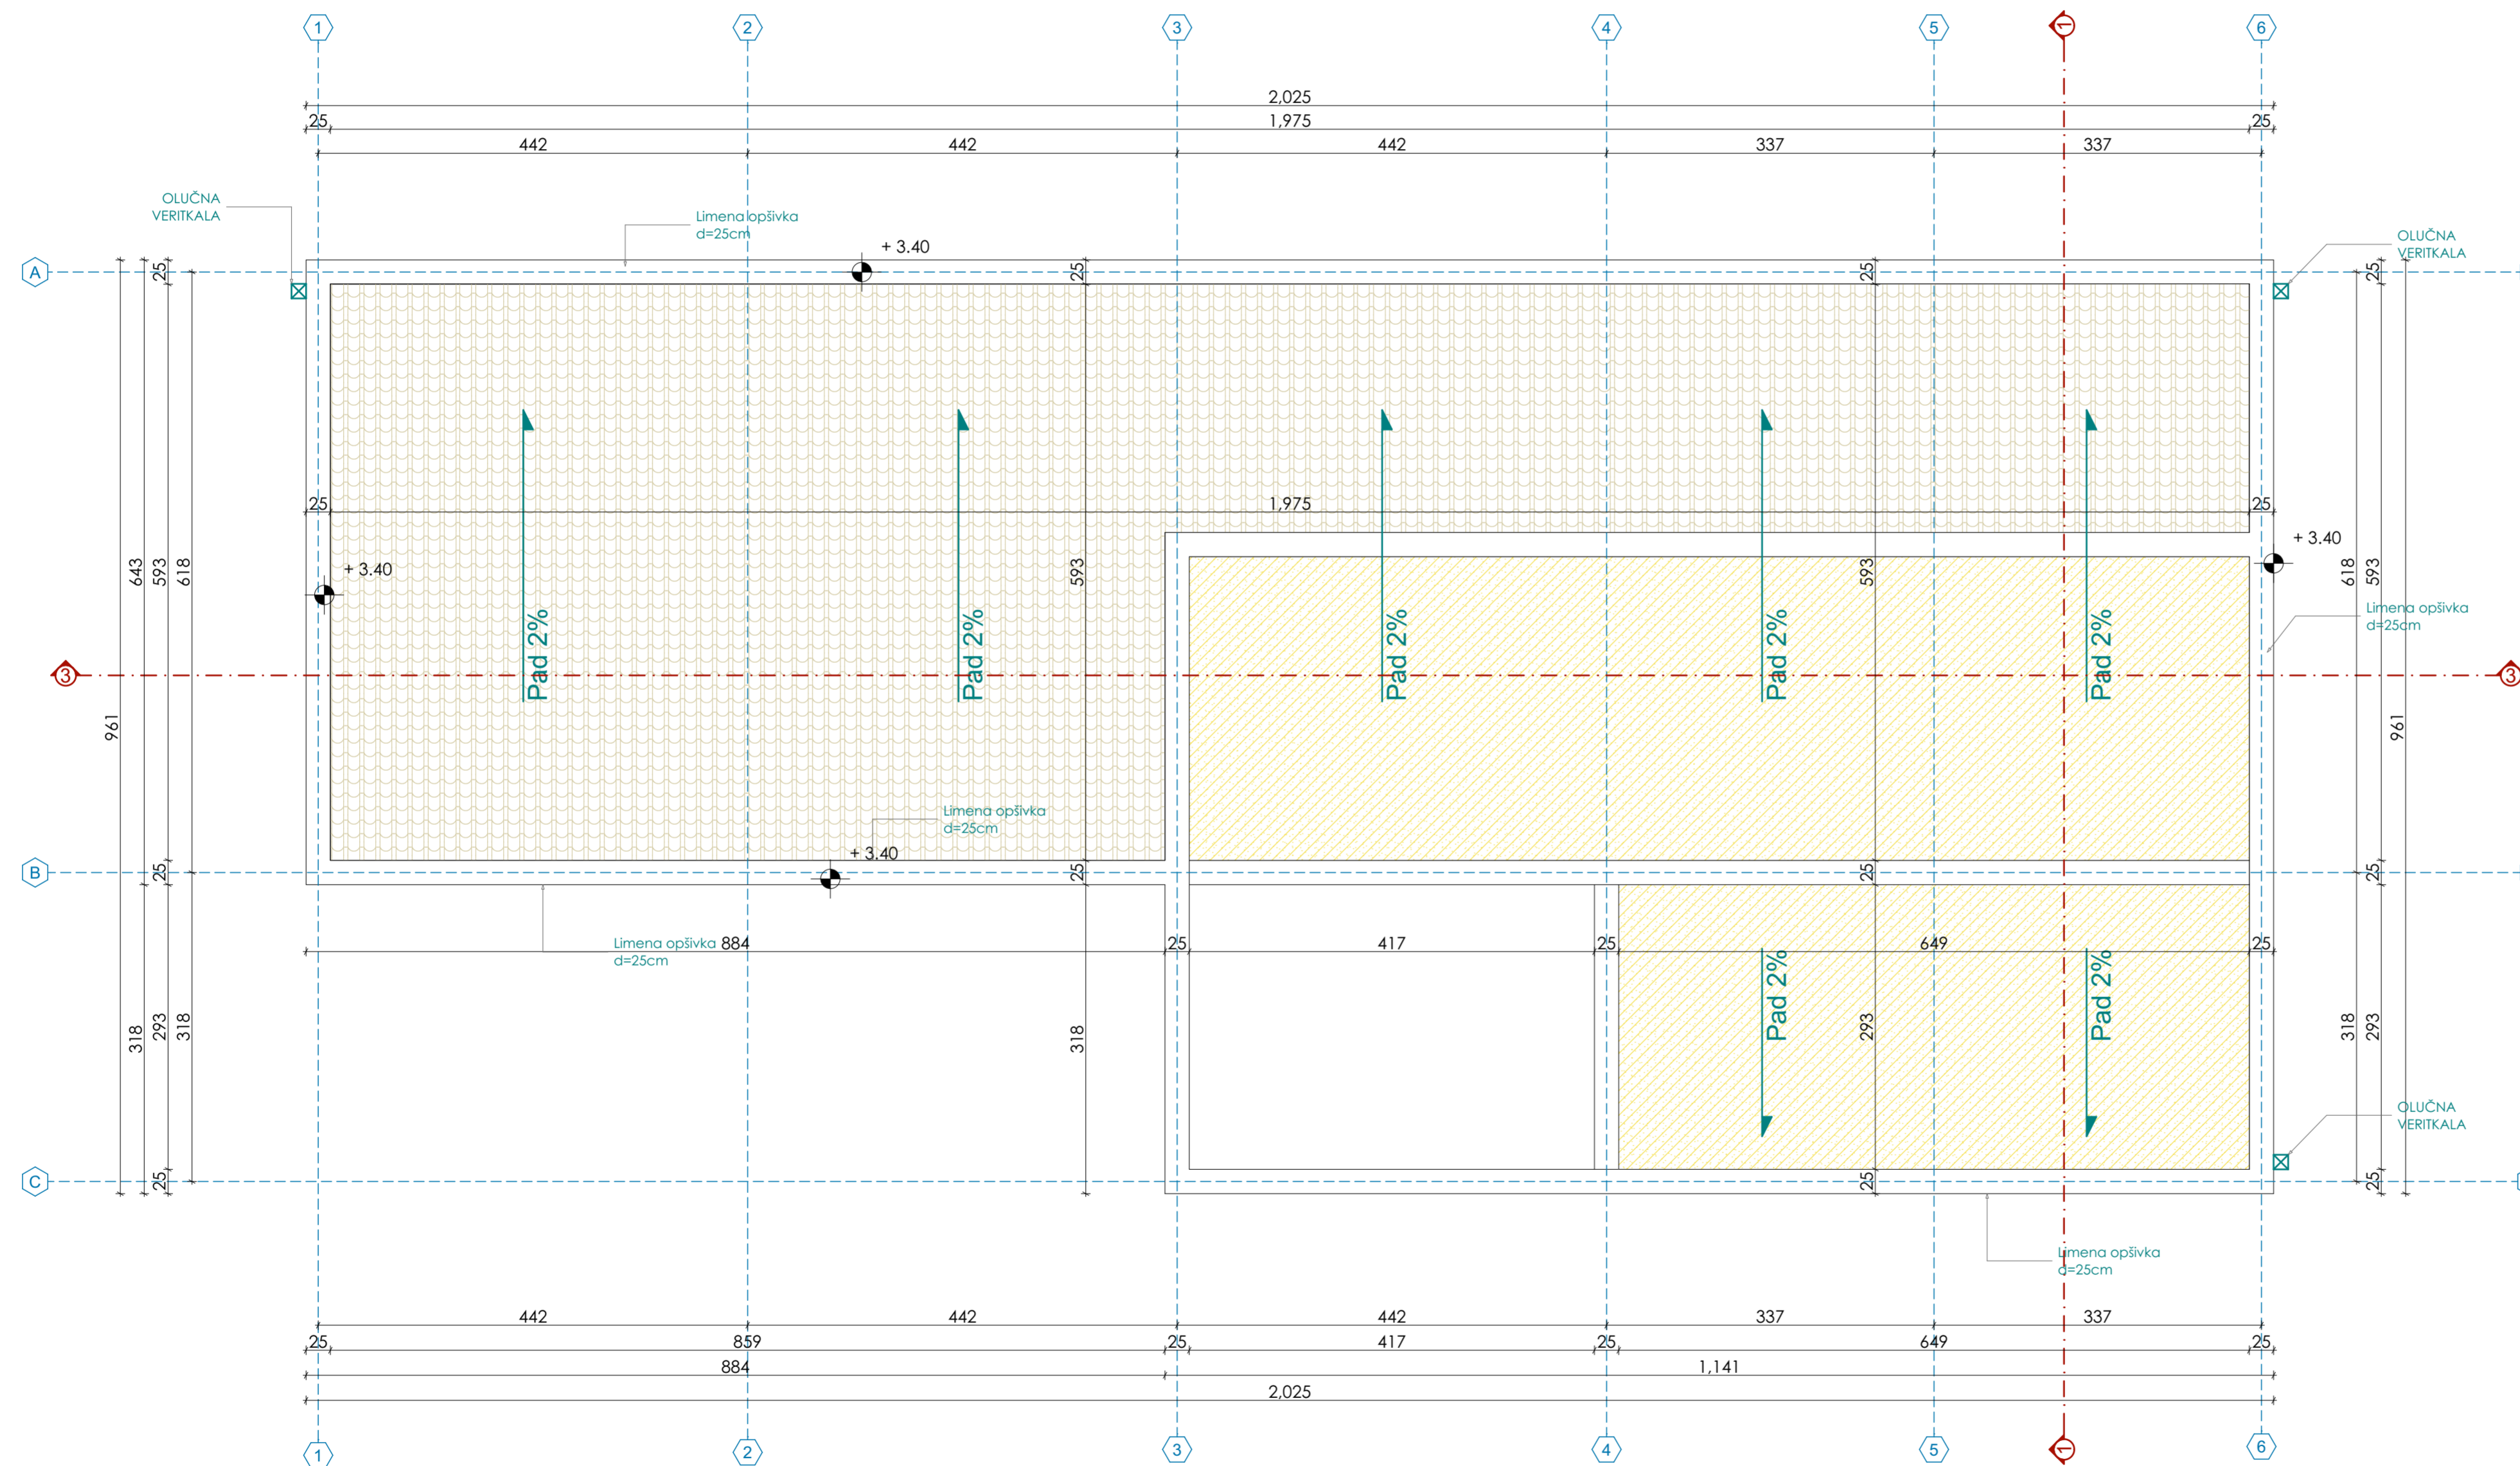 1 2 3 4 5 1 6
2,025
25 1,975 25
442 442 442 337 337
OLUČNA
VERITKALA
Limena opšivka
d=25cm
+ 3.40
OLUČNA
VERITKALA
A
25 25 25 25
25 1,975 25
+ 3.40
+ 3.40
643 593 618 593 593 618 593
Limena opšivka
d=25cm
Pad 2% Pad 2% Pad 2% Pad 2% Pad 2%
3 3
961 961
Limena opšivka
d=25cm
+ 3.40
B
25 25 25 25
Limena opšivka
d=25cm
884 25 417 25 649 25
Pad 2% Pad 2%
318 293 318 318 293 318 293
OLUČNA
VERITKALA
C
25 25 25
Limena opšivka
d=25cm
442 442 442 337 337
25 859 25 417 25 649 25
884 1,141
2,025
1 2 3 4 5 1 6